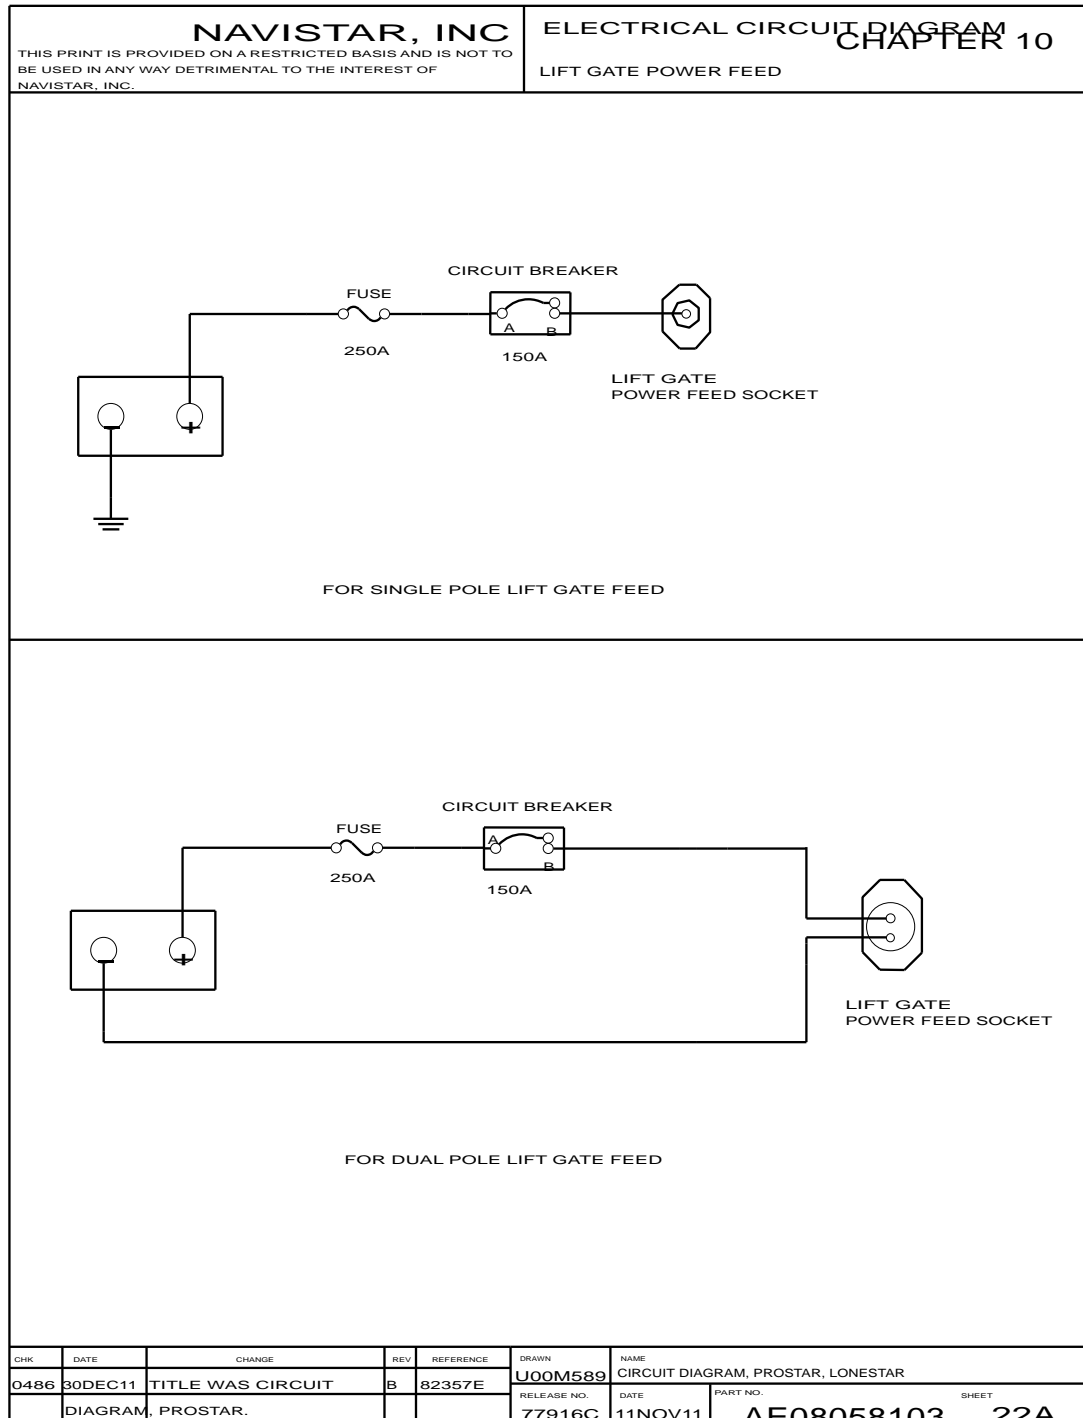 NAVISTAR, INC
THIS PRINT IS PROVIDED ON A RESTRICTED BASIS AND IS NOT TO
BE USED IN ANY WAY DETRIMENTAL TO THE INTEREST OF
NAVISTAR, INC.
ELECTRICAL CIRCUIT DIAGRAM
CHAPTER 10
LIFT GATE POWER FEED
CIRCUIT BREAKER
FUSE
A
B
250A
150A
LIFT GATE
POWER FEED SOCKET
FOR SINGLE POLE LIFT GATE FEED
CIRCUIT BREAKER
FUSE
A
B
250A
150A
LIFT GATE
POWER FEED SOCKET
FOR DUAL POLE LIFT GATE FEED
CHK DATE CHANGE REV REFERENCE
0486 30DEC11 TITLE WAS CIRCUIT B 82357E
DIAGRAM, PROSTAR.
DRAWN
U00M589
NAME
CIRCUIT DIAGRAM, PROSTAR, LONESTAR
RELEASE NO.
77916C
DATE
11NOV11
PART NO.
AE08058103
SHEET
22A